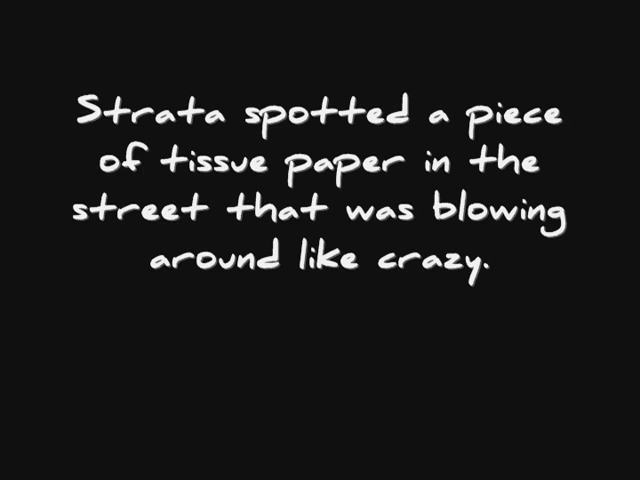 Strata spotted a piece
of tissue paper in the
street that was blowing
around like crazy.